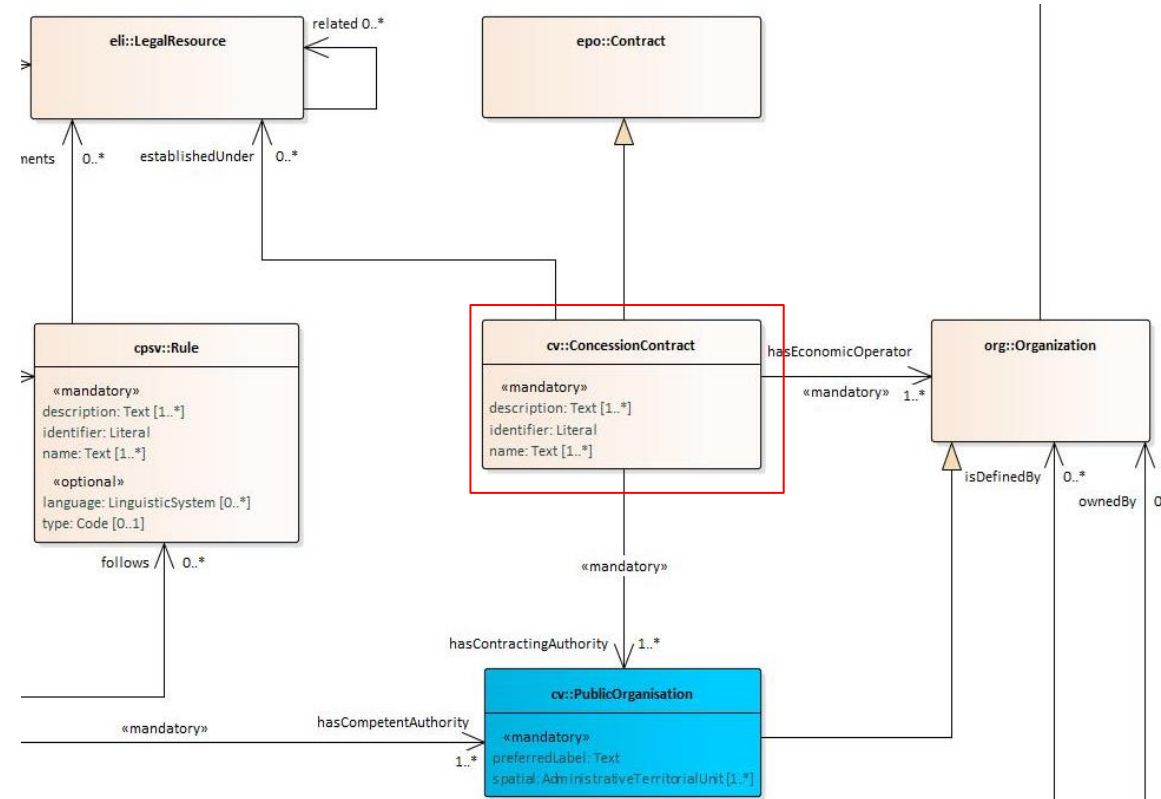 eli::LegalResource
related 0..*
epo::Contract
ments
0..*
establishedUnder
0..*
cpsv::Rule
«mandatory»
description: Text [1..*]
identifier: Literal
name: Text [1..*]
«optional»
language: LinguisticSystem [0..*]
type: Code [0..1]
cv::ConcessionContract
«mandatory»
description: Text [1..*]
identifier: Literal
name: Text [1..*]
hasEconomicOperator
«mandatory»
1..*
org::Organization
isDefinedBy
0..*
ownedBy
0
follows
0..*
«mandatory»
hasContractingAuthority
1..*
«mandatory»
hasCompetentAuthority
1..*
cv::PublicOrganisation
«mandatory»
preferredLabel: Text
spatial: AdministrativeTerritorialUnit [1..*]